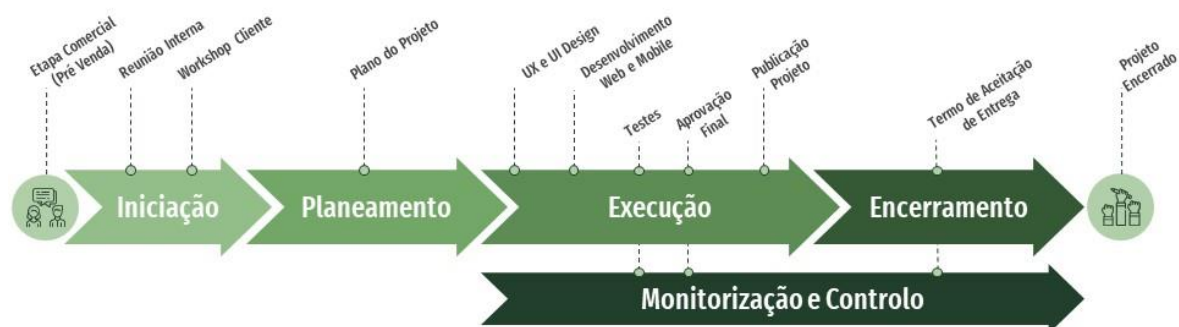 Etapa Comercial
(Pré Venda)
Reunião Interna
Workshop Cliente
Plano do Projeto
UX e UI Design
Desenvolvimento
Web e Mobile
Testes
Aprovação
Final
Publicação
Projeto
Termo de Aceitação
de Entrega
Projeto
Encerrado
Iniciação
Planeamento
Execução
Encerramento
Monitorização e Controlo